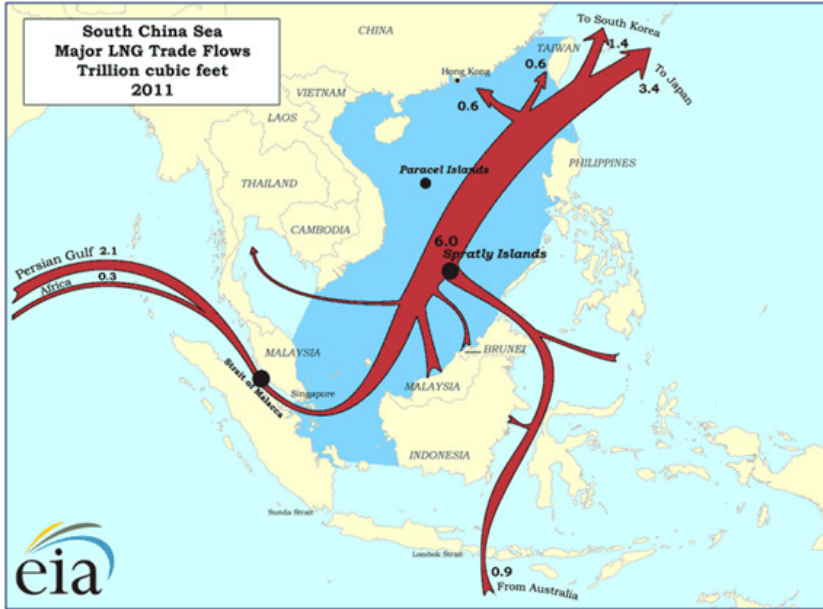 South China Sea
Major LNG Trade Flows
Trillion cubic feet
2011
CHINA
To South Korea
1.4
TAIWAN
0.6
To Japan
3.4
Hong Kong
0.6
VIETNAM
LAOS
Paracel Islands
PHILIPPINES
THAILAND
CAMBODIA
6.0
Spratly Islands
Persian Gulf 2.1
Africa 0.3
MALAYSIA
BRUNEI
Strait of Malacca
Singapore
MALAYSIA
INDONESIA
Sunda Strait
Lombok Strait
eia
0.9
From Australia